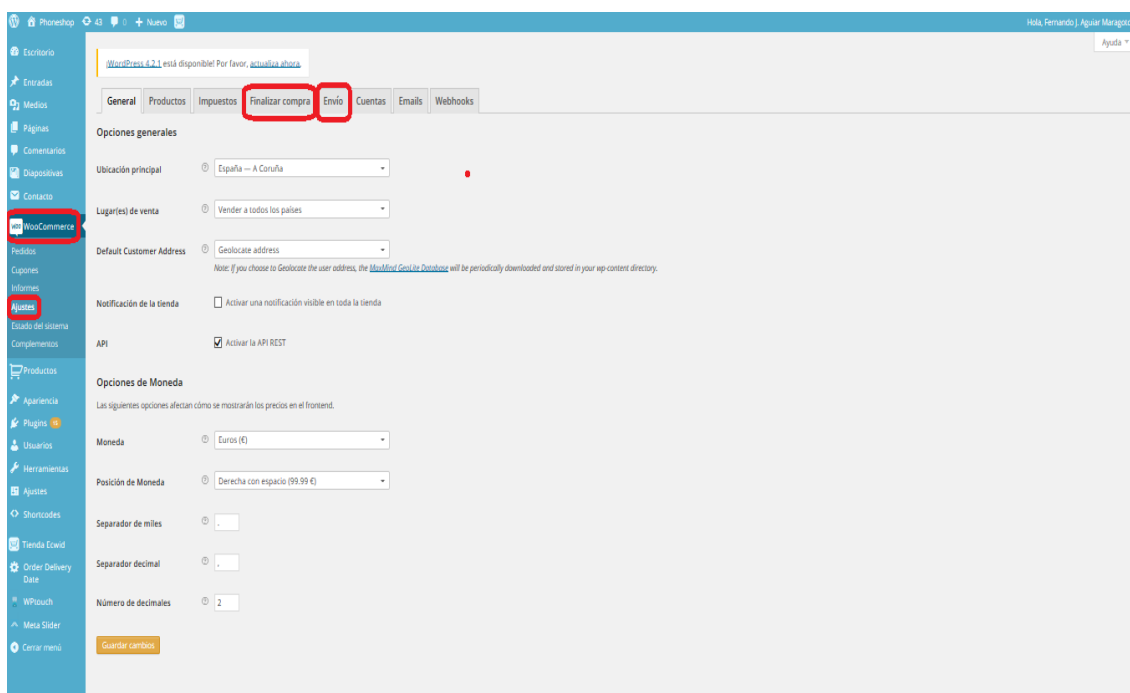 Phoneshop 43 0 + Nuevo
Hola, Fernando J. Aguiar Maragoto
Ayuda
Escritorio
Entradas
Medios
Páginas
Comentarios
Diapositivas
Contacto
WooCommerce
Pedidos
Cupones
Informes
Ajustes
Estado del sistema
Complementos
Productos
Apariencia
Plugins
Usuarios
Herramientas
Ajustes
Shortcodes
Tienda Ecwid
Order Delivery
Date
WPtouch
Meta Slider
Cerrar menú
¡WordPress 4.2.1 está disponible! Por favor, actualiza ahora.
General Productos Impuestos Finalizar compra Envío Cuentas Emails Webhooks
Opciones generales
Ubicación principal España — A Coruña
Lugar(es) de venta Vender a todos los países
Default Customer Address Geolocate address
Note: If you choose to Geolocate the user address, the MaxMind GeoLite Database will be periodically downloaded and stored in your wp-content directory.
Notificación de la tienda Activar una notificación visible en toda la tienda
API Activar la API REST
Opciones de Moneda
Las siguientes opciones afectan cómo se mostrarán los precios en el frontend.
Moneda Euros (€)
Posición de Moneda Derecha con espacio (99.99 €)
Separador de miles
Separador decimal
Número de decimales 2
Guardar cambios